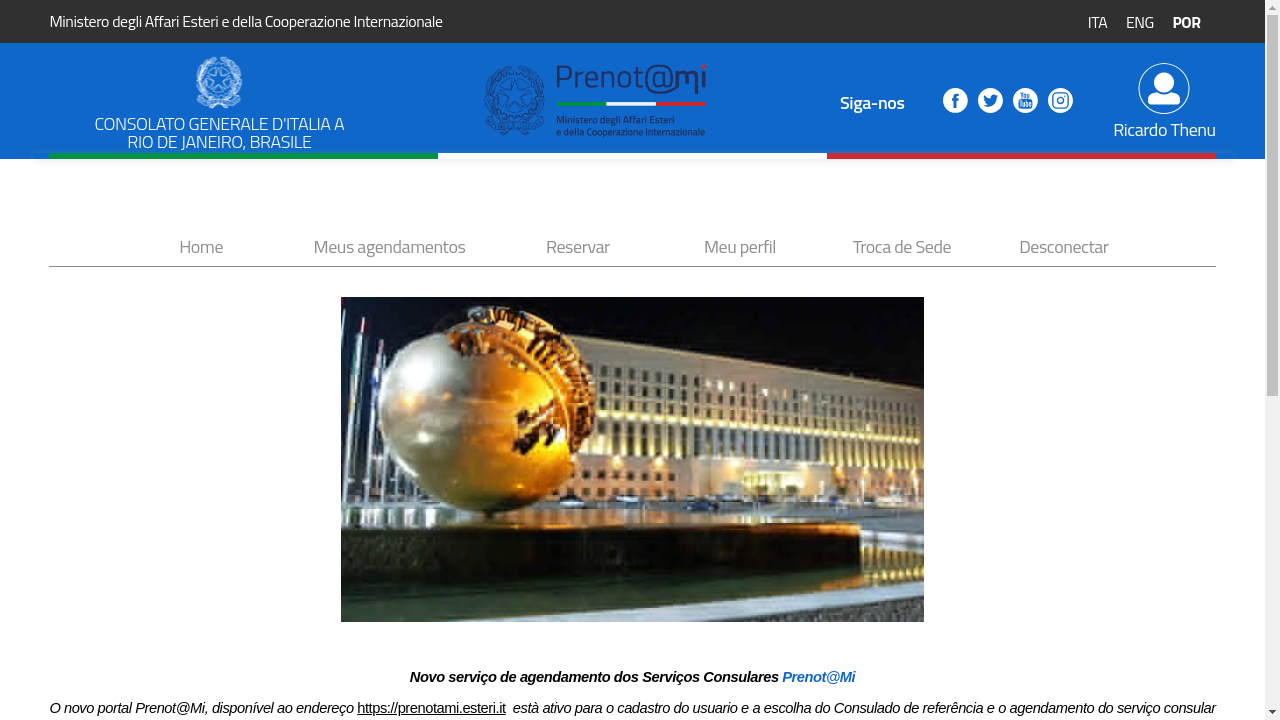 Ministero degli Affari Esteri e della Cooperazione Internazionale
ITA ENG POR
CONSOLATO GENERALE D'ITALIA A
RIO DE JANEIRO, BRASILE
Prenot@mi
Ministero degli Affari Esteri
e della Cooperazione Internazionale
Siga-nos
Ricardo Thenu
Home Meus agendamentos Reservar Meu perfil Troca de Sede Desconectar
Novo serviço de agendamento dos Serviços Consulares Prenot@Mi
O novo portal Prenot@Mi, disponível ao endereço https://prenotami.esteri.it està ativo para o cadastro do usuario e a escolha do Consulado de referência e o agendamento do serviço consular